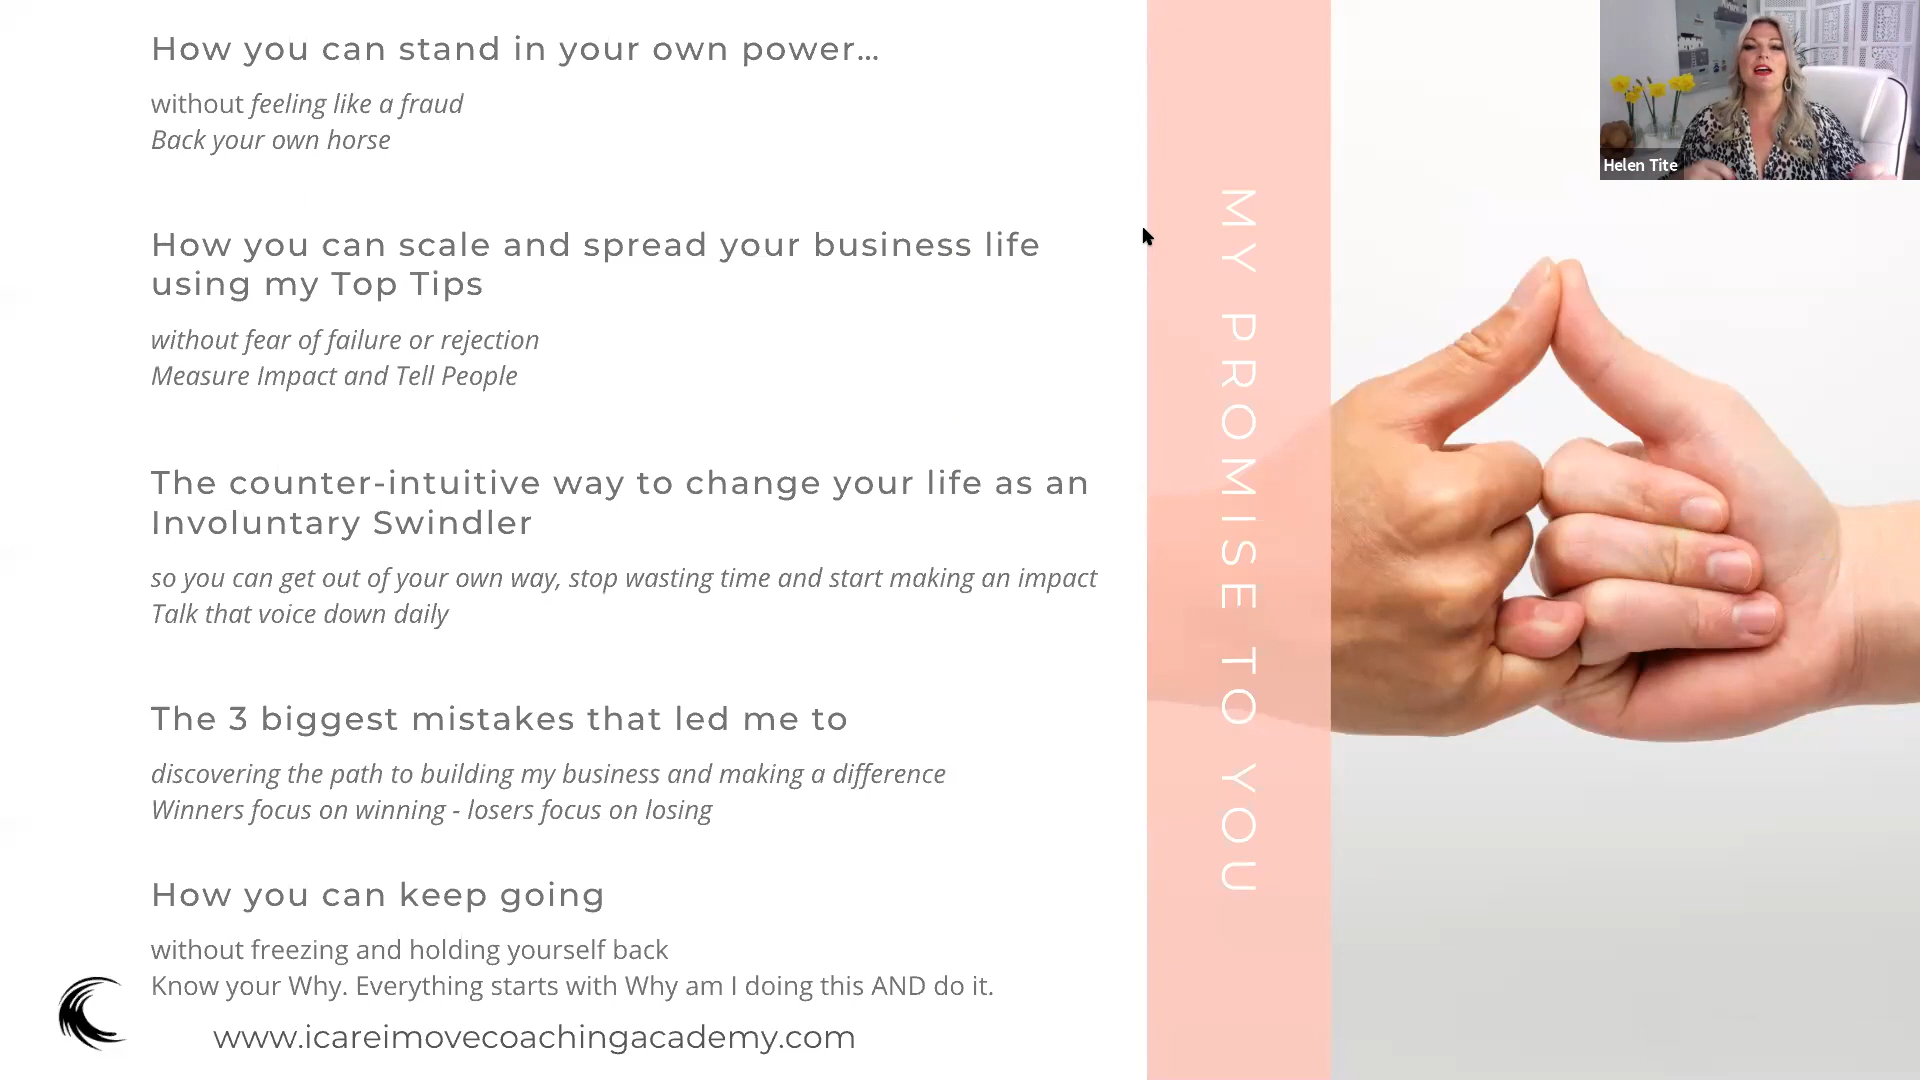 How you can stand in your own power...
without feeling like a fraud
Back your own horse
How you can scale and spread your business life
using my Top Tips
without fear of failure or rejection
Measure Impact and Tell People
The counter-intuitive way to change your life as an
Involuntary Swindler
so you can get out of your own way, stop wasting time and start making an impact
Talk that voice down daily
The 3 biggest mistakes that led me to
discovering the path to building my business and making a difference
Winners focus on winning - losers focus on losing
How you can keep going
without freezing and holding yourself back
Know your Why. Everything starts with Why am I doing this AND do it.
www.icareimovecoachingacademy.com
MY PROMISE TO YOU
Helen Tite